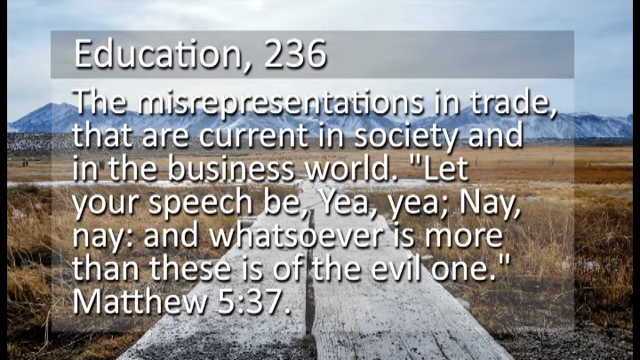 Education, 236
The misrepresentations in trade,
that are current in society and
in the business world. "Let
your speech be, Yea, yea; Nay,
nay: and whatsoever is more
than these is of the evil one."
Matthew 5:37.